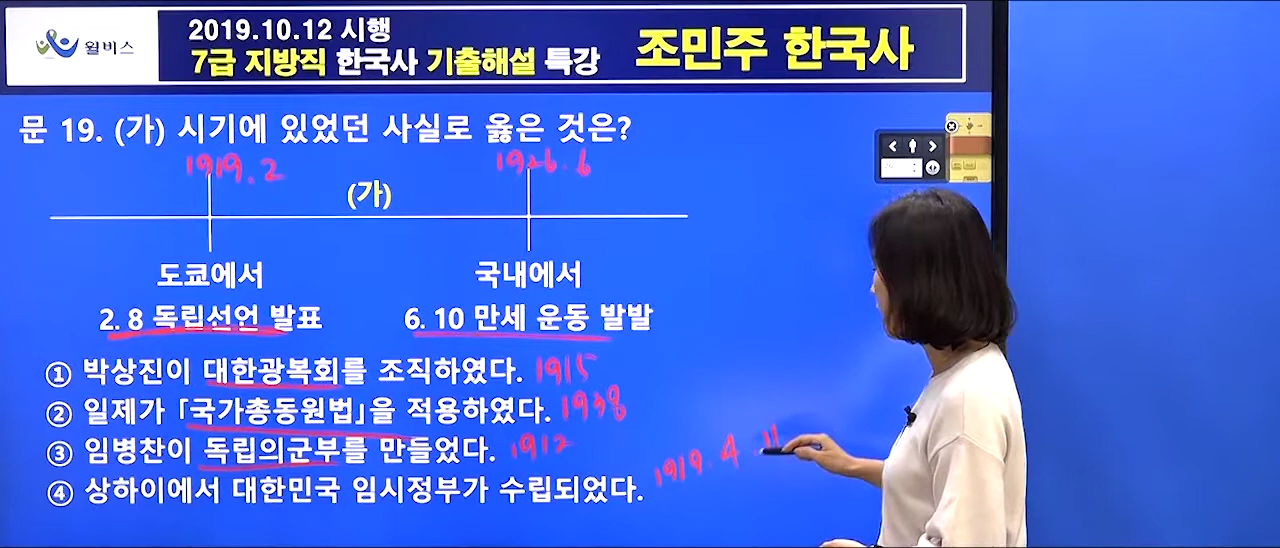 월비스
2019.10.12 시행
7급 지방직 한국사 기출해설 특강
조민주 한국사
문 19. (가) 시기에 있었던 사실로 옳은 것은?
1919.2
1926.6
(가)
도쿄에서
2. 8 독립선언 발표
국내에서
6. 10 만세 운동 발발
① 박상진이 대한광복회를 조직하였다. 1915
② 일제가 「국가총동원법」을 적용하였다. 1938
③ 임병찬이 독립의군부를 만들었다. 1912
④ 상하이에서 대한민국 임시정부가 수립되었다. 1919.4.11